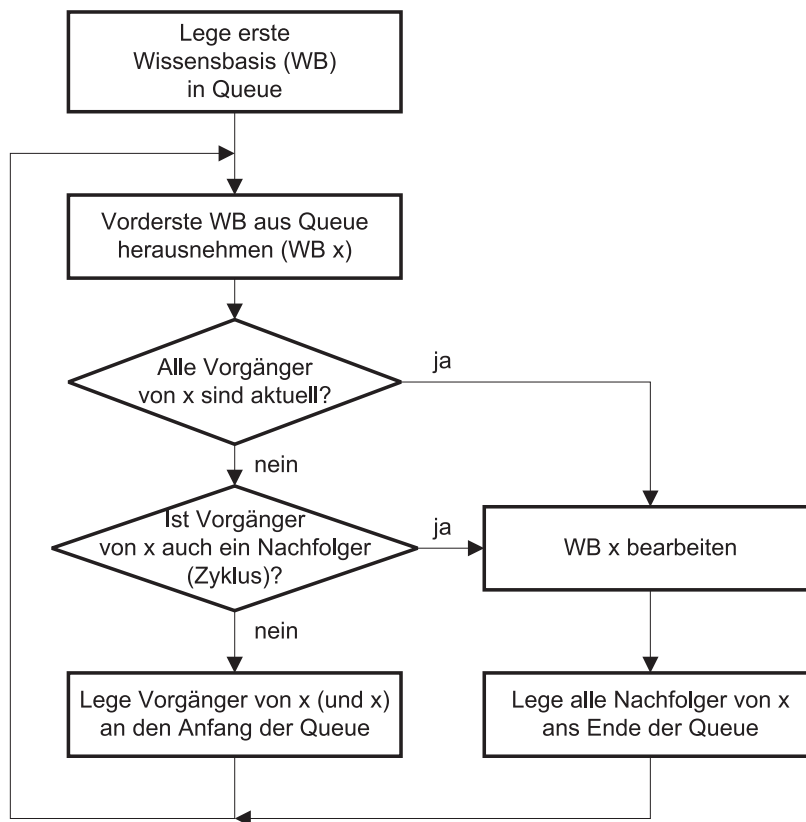 Lege erste
Wissensbasis (WB)
in Queue
Vorderste WB aus Queue
herausnehmen (WB x)
Alle Vorgänger
von x sind aktuell?
ja
nein
Ist Vorgänger
von x auch ein Nachfolger
(Zyklus)?
ja
WB x bearbeiten
nein
Lege Vorgänger von x (und x)
an den Anfang der Queue
Lege alle Nachfolger von x
ans Ende der Queue